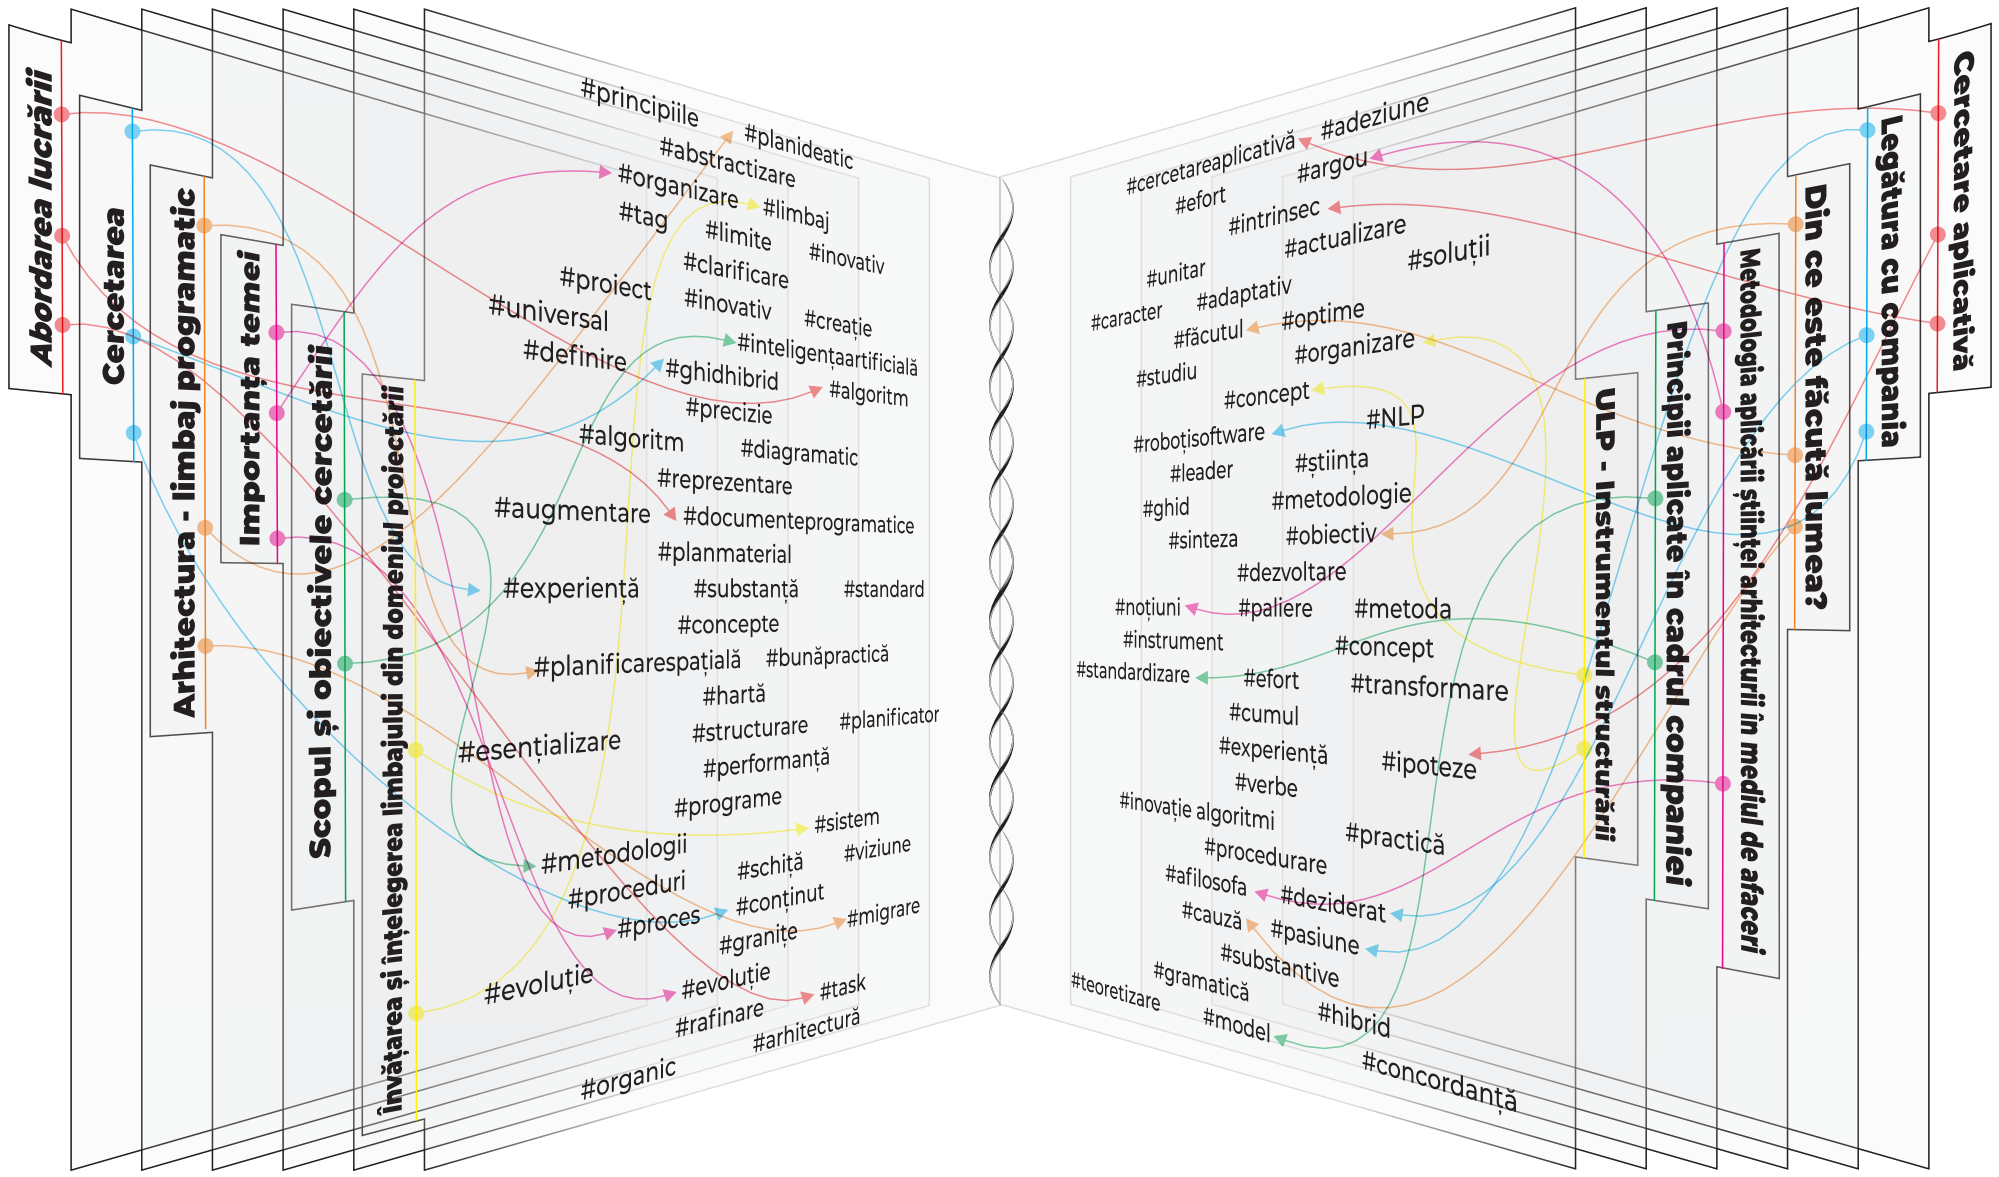 Abordarea lucrării
Cercetarea
Arhitectura - limbaj programatic
Importanța temei
Scopul și obiectivele cercetării
Învățarea și înțelegerea limbajului din domeniul proiectării
#principiile
#planideatic
#abstractizare
#organizare
#limbaj
#tag
#limite
#inovativ
#clarificare
#proiect
#inovativ
#universal
#creație
#definire
#inteligențaartificială
#ghidhibrid
#algoritm
#precizie
#algoritm
#diagramatic
#reprezentare
#augmentare
#documenteprogramatice
#planmaterial
#experiență
#substanță
#standard
#concepte
#planificarespațială
#bunăpractică
#hartă
#structurare
#planificator
#esențializare
#performanță
#programe
#sistem
#metodologii
#schiță
#viziune
#proceduri
#conținut
#proces
#migrare
#granițe
#evoluție
#evoluție
#task
#rafinare
#arhitectură
#organic
#adeziune
#cercetareaplicativă
#argou
#efort
#intrinsec
#actualizare
#soluții
#unitar
#adaptativ
#caracter
#optime
#făcutul
#organizare
#studiu
#concept
#NLP
#roboțisoftware
#știința
#leader
#metodologie
#ghid
#obiectiv
#sinteza
#dezvoltare
#noțiuni
#paliere
#metoda
#instrument
#concept
#standardizare
#efort
#transformare
#cumul
#experiență
#ipoteze
#verbe
#inovație algoritmi
#practică
#procedurare
#afilosofa
#deziderat
#cauză
#pasiune
#substantive
#gramatică
#teoretizare
#hibrid
#model
#concordanță
ULP - Instrumentul structurării
Principii aplicate în cadrul companiei
Metodologia aplicării științei arhitecturii în mediul de afaceri
Din ce este făcută lumea?
Legătura cu compania
Cercetare aplicativă